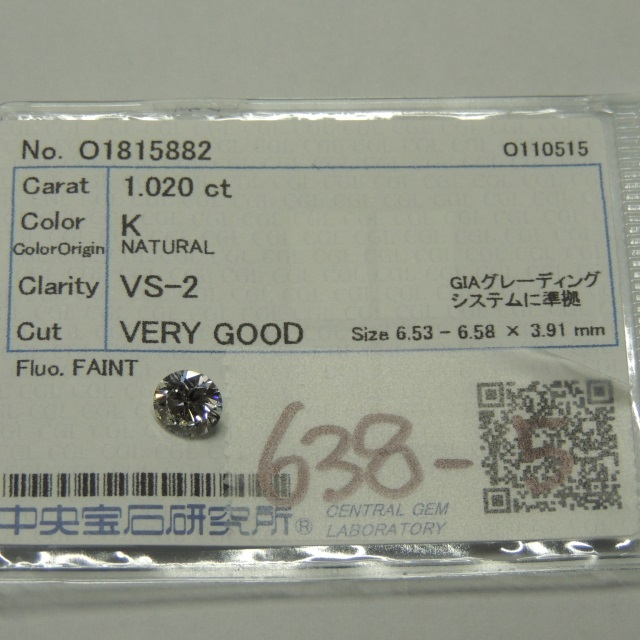 No. O1815882 O110515
Carat 1.020 ct
Color K
ColorOrigin NATURAL
Clarity VS-2 GIAグレーディング
システムに準拠
Cut VERY GOOD Size 6.53 - 6.58 × 3.91 mm
Fluo. FAINT
638-5
中央宝石研究所® CENTRAL GEM
LABORATORY